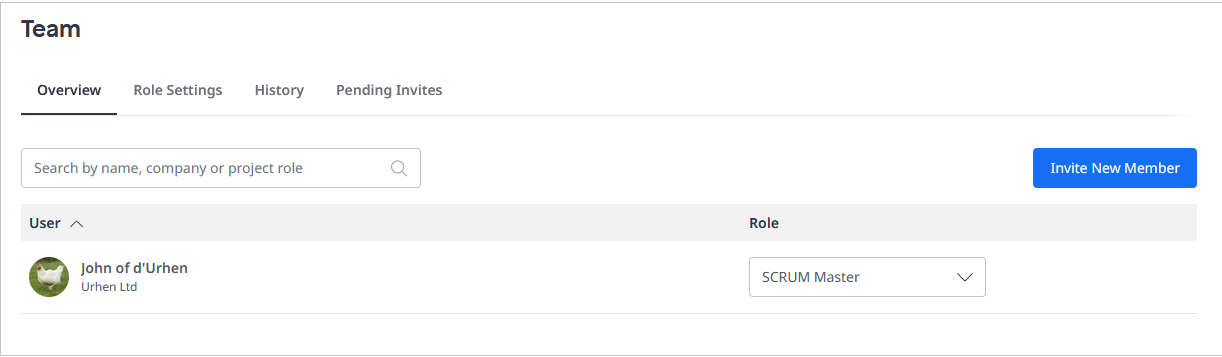 Team
Overview Role Settings History Pending Invites
Search by name, company or project role Invite New Member
User Role
John of d'Urhen
Urhen Ltd
SCRUM Master